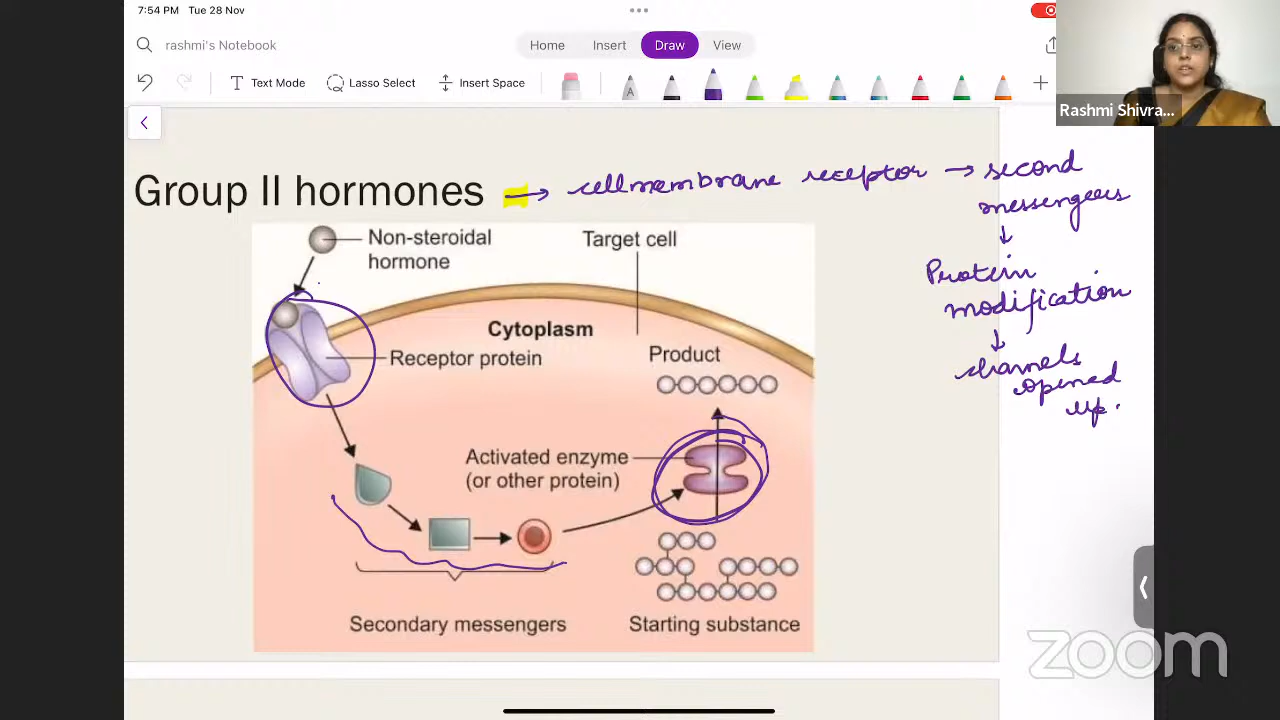 7:54 PM Tue 28 Nov
rashmi's Notebook
Home Insert Draw View
Text Mode Lasso Select Insert Space
A
Rashmi Shivra...
Group II hormones → cellmembrane receptor → second
messengers
↓
Protein
modification
↓
channels
opened
up.
Non-steroidal
hormone
Target cell
Cytoplasm
Receptor protein
Product
Activated enzyme
(or other protein)
Secondary messengers
Starting substance
zoom